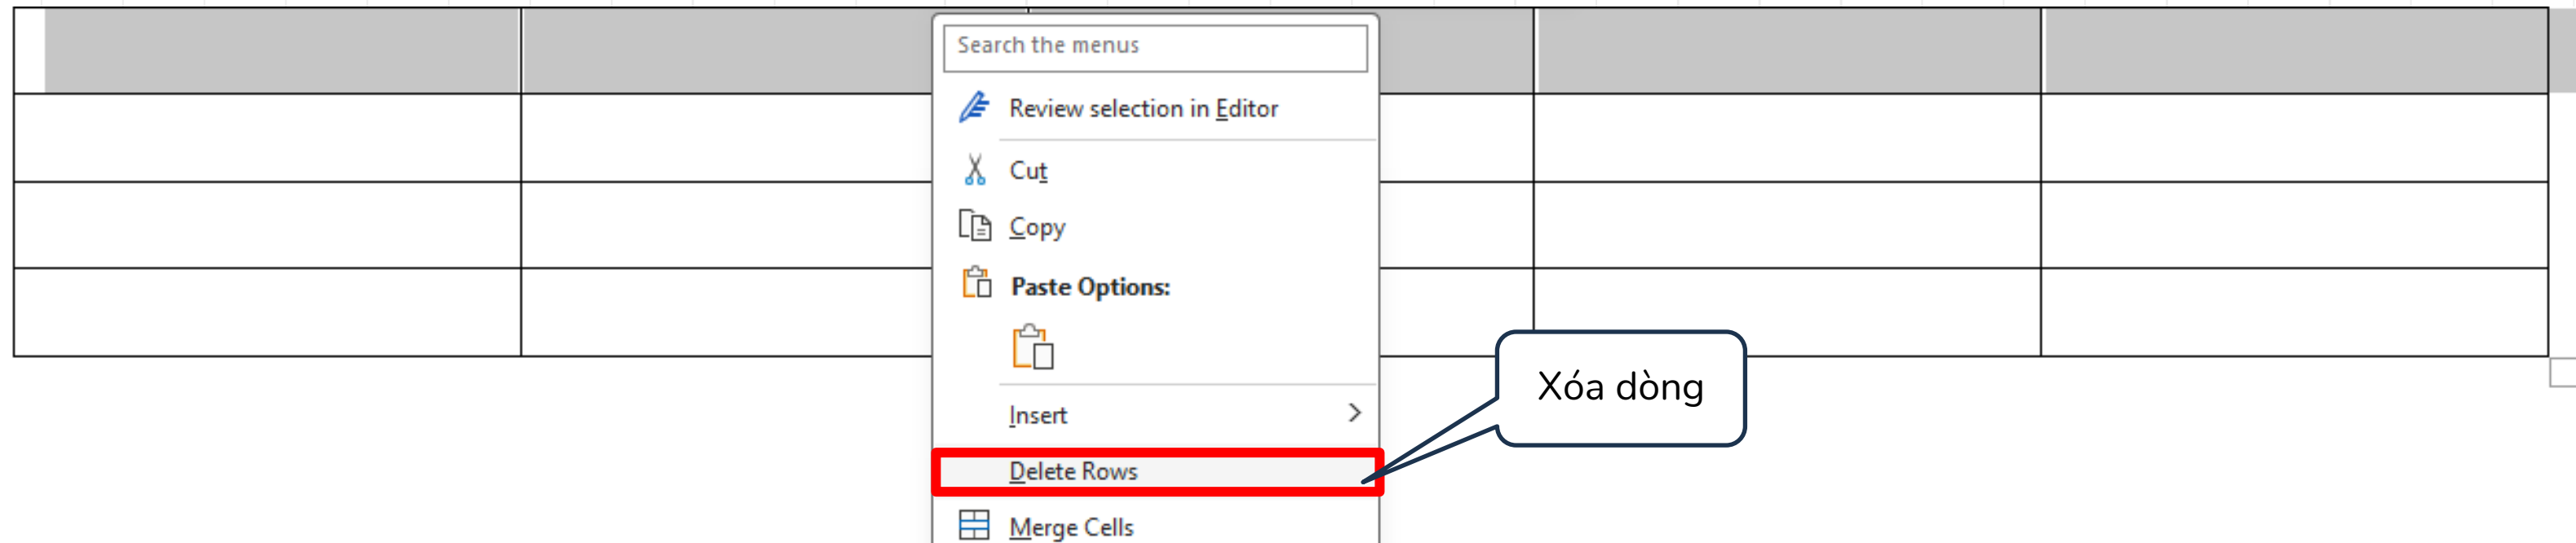 Search the menus
Review selection in Editor
Cut
Copy
Paste Options:
Insert
Xóa dòng
Delete Rows
Merge Cells